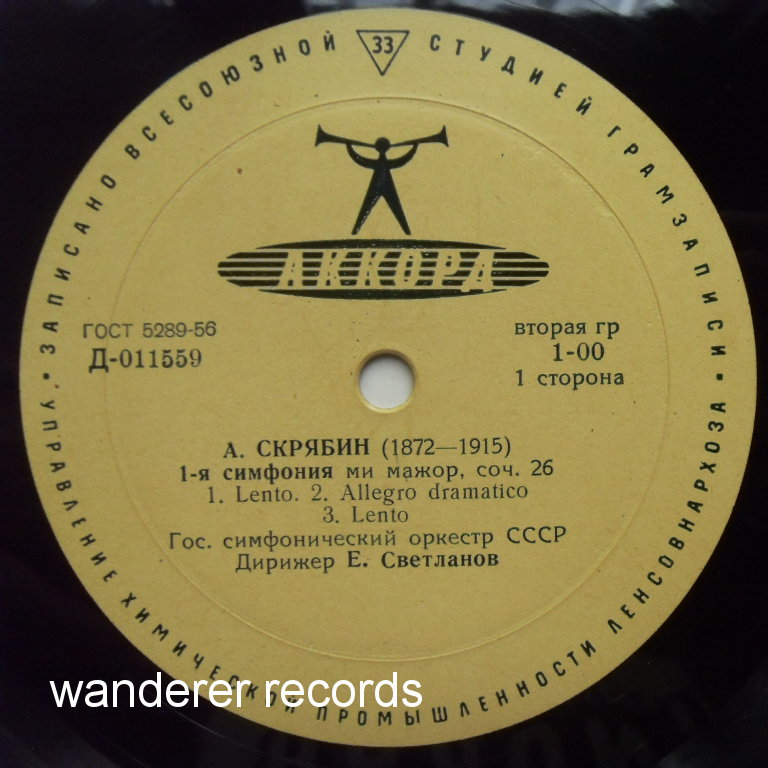 ЗАПИСАНО ВСЕСОЮЗНОЙ СТУДИЕЙ ГРАМЗАПИСИ
33
АККОРД
ГОСТ 5289-56
Д-011559
вторая гр
1-00
1 сторона
А. СКРЯБИН (1872—1915)
1-я симфония ми мажор, соч. 26
1. Lento. 2. Allegro dramatico
3. Lento
Гос. симфонический оркестр СССР
Дирижер Е. Светланов
УПРАВЛЕНИЕ ХИМИЧЕСКОЙ ПРОМЫШЛЕННОСТИ ЛЕНСОВНАРХОЗА
wanderer records